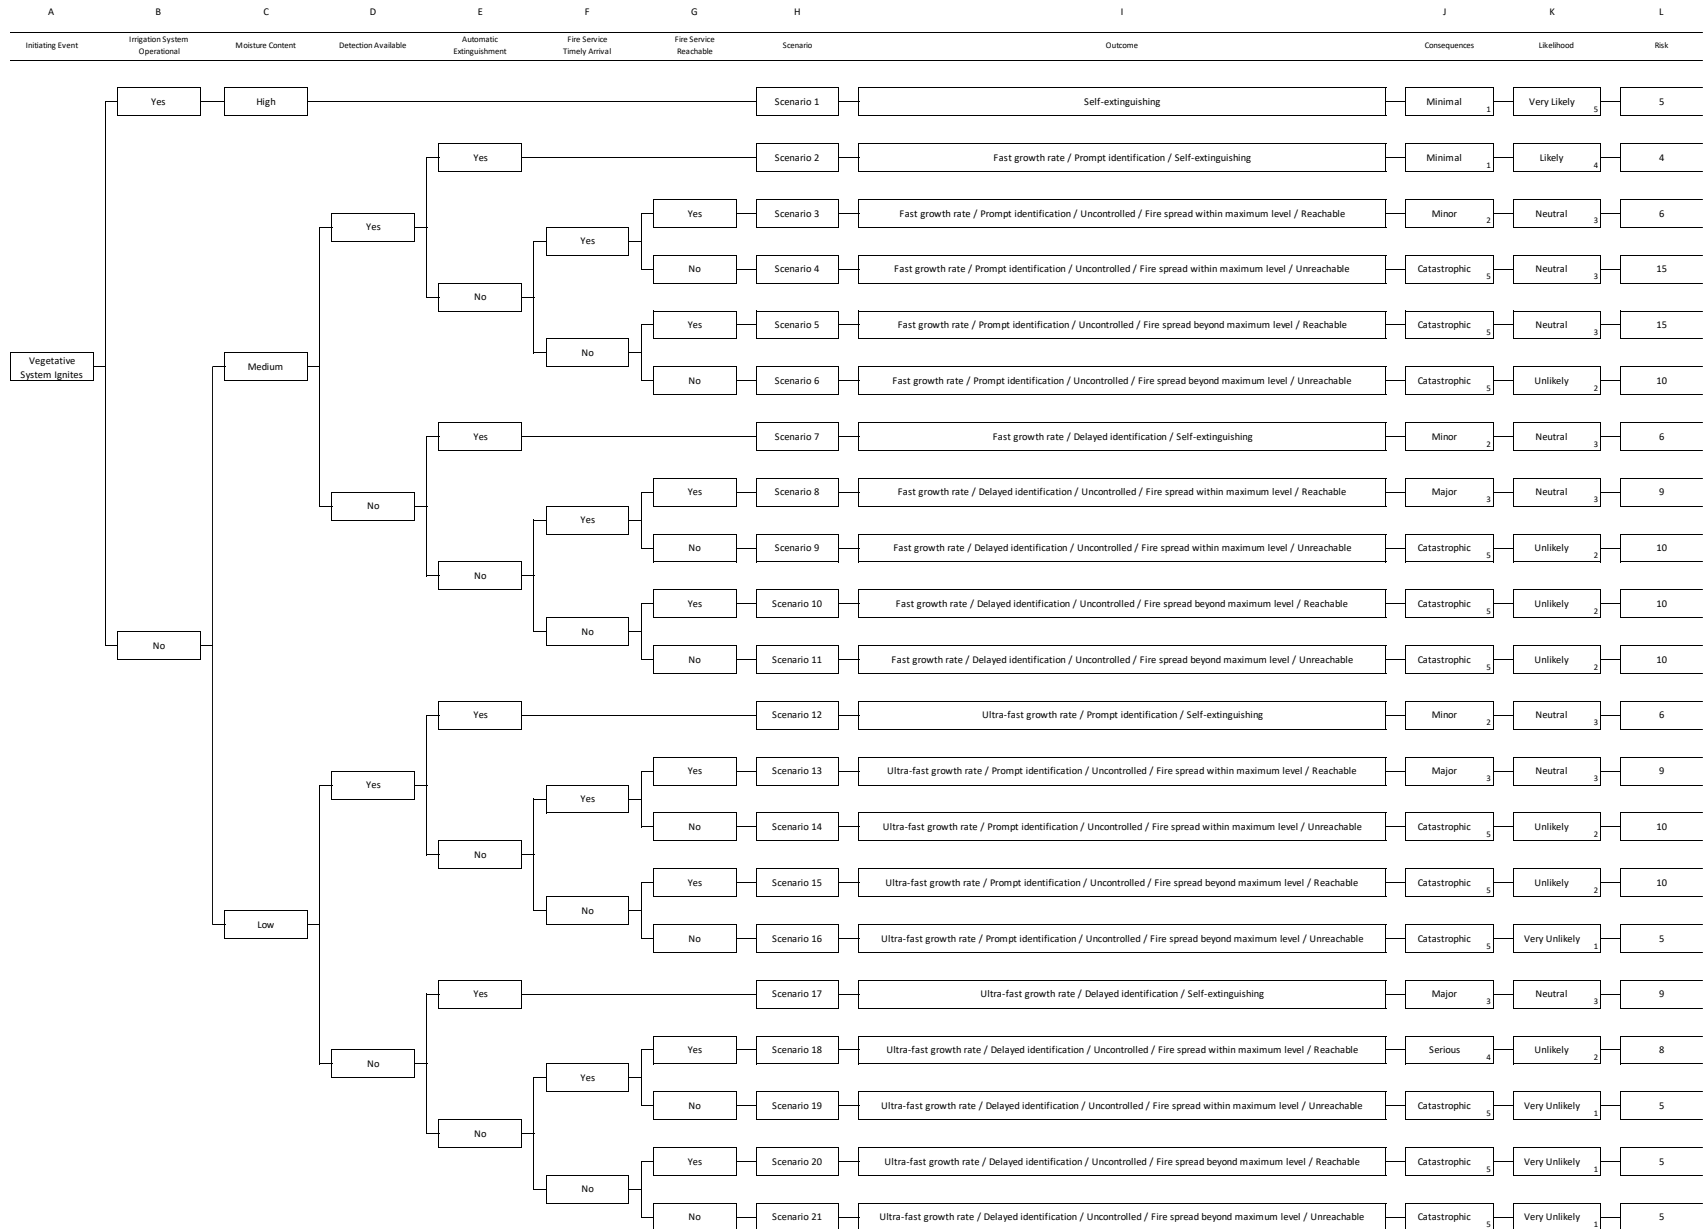 A B C D E F G H I J K L
Initiating Event Irrigation System Operational Moisture Content Detection Available Automatic Extinguishment Fire Service Timely Arrival Fire Service Reachable Scenario Outcome Consequences Likelihood Risk
Yes High Scenario 1 Self-extinguishing Minimal 1 Very Likely 5 5
Yes Scenario 2 Fast growth rate / Prompt identification / Self-extinguishing Minimal 1 Likely 4 4
Yes Scenario 3 Fast growth rate / Prompt identification / Uncontrolled / Fire spread within maximum level / Reachable Minor 2 Neutral 3 6
Yes
Yes
No Scenario 4 Fast growth rate / Prompt identification / Uncontrolled / Fire spread within maximum level / Unreachable Catastrophic 5 Neutral 3 15
No
Yes Scenario 5 Fast growth rate / Prompt identification / Uncontrolled / Fire spread beyond maximum level / Reachable Catastrophic 5 Neutral 3 15
No
Vegetative
System Ignites
Medium
No Scenario 6 Fast growth rate / Prompt identification / Uncontrolled / Fire spread beyond maximum level / Unreachable Catastrophic 5 Unlikely 2 10
Yes Scenario 7 Fast growth rate / Delayed identification / Self-extinguishing Minor 2 Neutral 3 6
Yes Scenario 8 Fast growth rate / Delayed identification / Uncontrolled / Fire spread within maximum level / Reachable Major 3 Neutral 3 9
No
Yes
No Scenario 9 Fast growth rate / Delayed identification / Uncontrolled / Fire spread within maximum level / Unreachable Catastrophic 5 Unlikely 2 10
No
Yes Scenario 10 Fast growth rate / Delayed identification / Uncontrolled / Fire spread beyond maximum level / Reachable Catastrophic 5 Unlikely 2 10
No
No
No Scenario 11 Fast growth rate / Delayed identification / Uncontrolled / Fire spread beyond maximum level / Unreachable Catastrophic 5 Unlikely 2 10
Yes Scenario 12 Ultra-fast growth rate / Prompt identification / Self-extinguishing Minor 2 Neutral 3 6
Yes Scenario 13 Ultra-fast growth rate / Prompt identification / Uncontrolled / Fire spread within maximum level / Reachable Major 3 Neutral 3 9
Yes
Yes
No Scenario 14 Ultra-fast growth rate / Prompt identification / Uncontrolled / Fire spread within maximum level / Unreachable Catastrophic 5 Unlikely 2 10
No
Yes Scenario 15 Ultra-fast growth rate / Prompt identification / Uncontrolled / Fire spread beyond maximum level / Reachable Catastrophic 5 Unlikely 2 10
No
Low
No Scenario 16 Ultra-fast growth rate / Prompt identification / Uncontrolled / Fire spread beyond maximum level / Unreachable Catastrophic 5 Very Unlikely 1 5
Yes Scenario 17 Ultra-fast growth rate / Delayed identification / Self-extinguishing Major 3 Neutral 3 9
Yes Scenario 18 Ultra-fast growth rate / Delayed identification / Uncontrolled / Fire spread within maximum level / Reachable Serious 4 Unlikely 2 8
No
Yes
No Scenario 19 Ultra-fast growth rate / Delayed identification / Uncontrolled / Fire spread within maximum level / Unreachable Catastrophic 5 Very Unlikely 1 5
No
Yes Scenario 20 Ultra-fast growth rate / Delayed identification / Uncontrolled / Fire spread beyond maximum level / Reachable Catastrophic 5 Very Unlikely 1 5
No
No Scenario 21 Ultra-fast growth rate / Delayed identification / Uncontrolled / Fire spread beyond maximum level / Unreachable Catastrophic 5 Very Unlikely 1 5